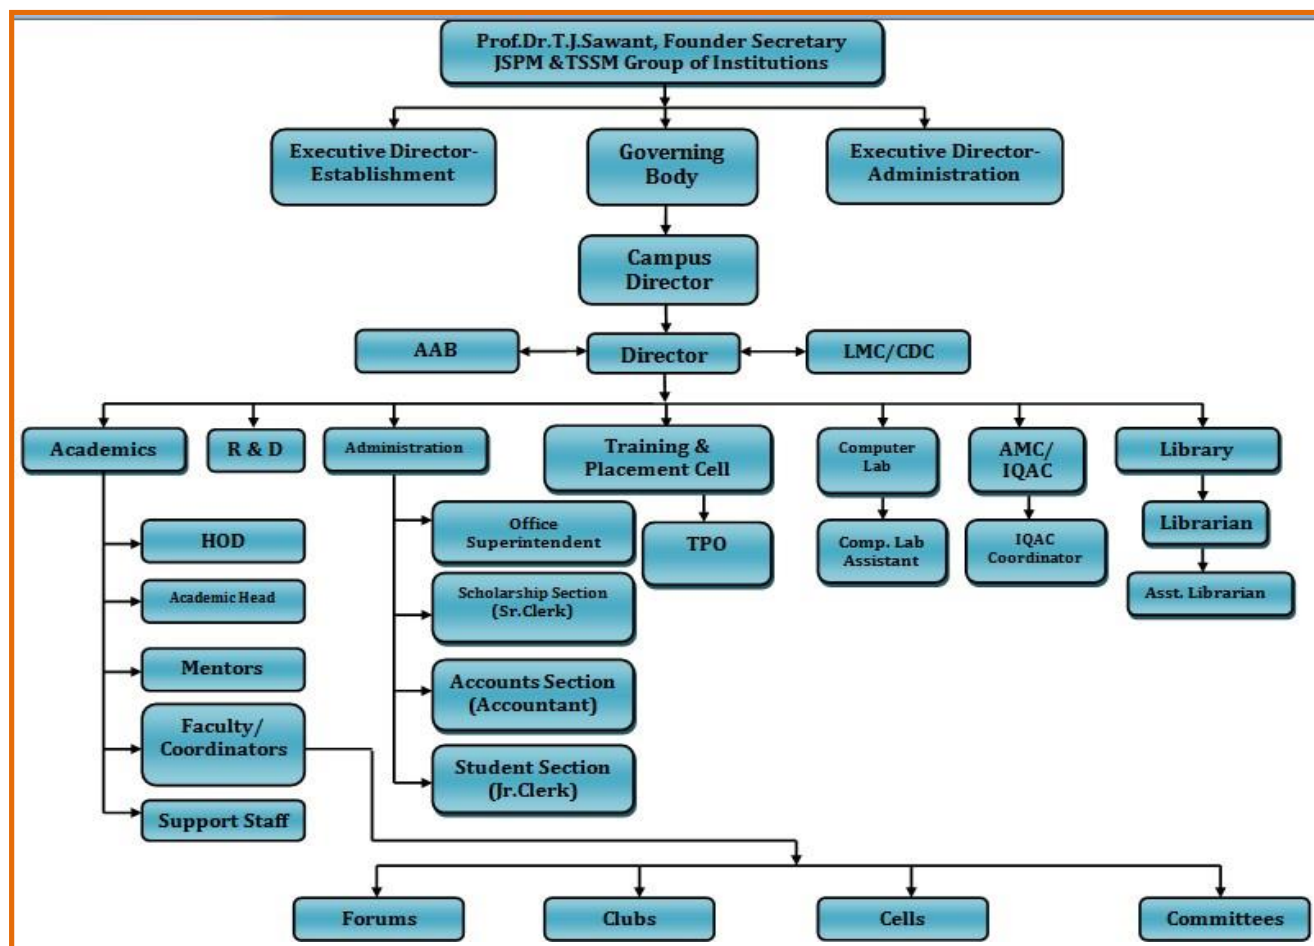 Prof.Dr.T.J.Sawant, Founder Secretary
JSPM &TSSM Group of Institutions
Executive Director-
Establishment
Governing
Body
Executive Director-
Administration
Campus
Director
AAB
Director
LMC/CDC
Academics
R & D
Administration
Training &
Placement Cell
Computer
Lab
AMC/
IQAC
Library
HOD
Academic Head
Mentors
Faculty/
Coordinators
Support Staff
Office
Superintendent
Scholarship Section
(Sr.Clerk)
Accounts Section
(Accountant)
Student Section
(Jr.Clerk)
TPO
Comp. Lab
Assistant
IQAC
Coordinator
Librarian
Asst. Librarian
Forums
Clubs
Cells
Committees